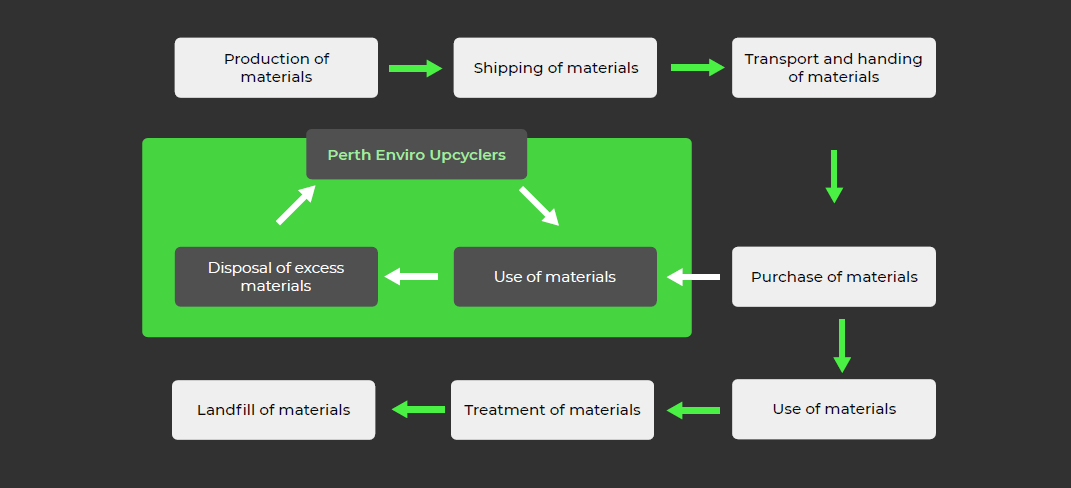 Production of
materials
Shipping of materials
Transport and handing
of materials
Perth Enviro Upcyclers
Disposal of excess
materials
Use of materials
Purchase of materials
Landfill of materials
Treatment of materials
Use of materials